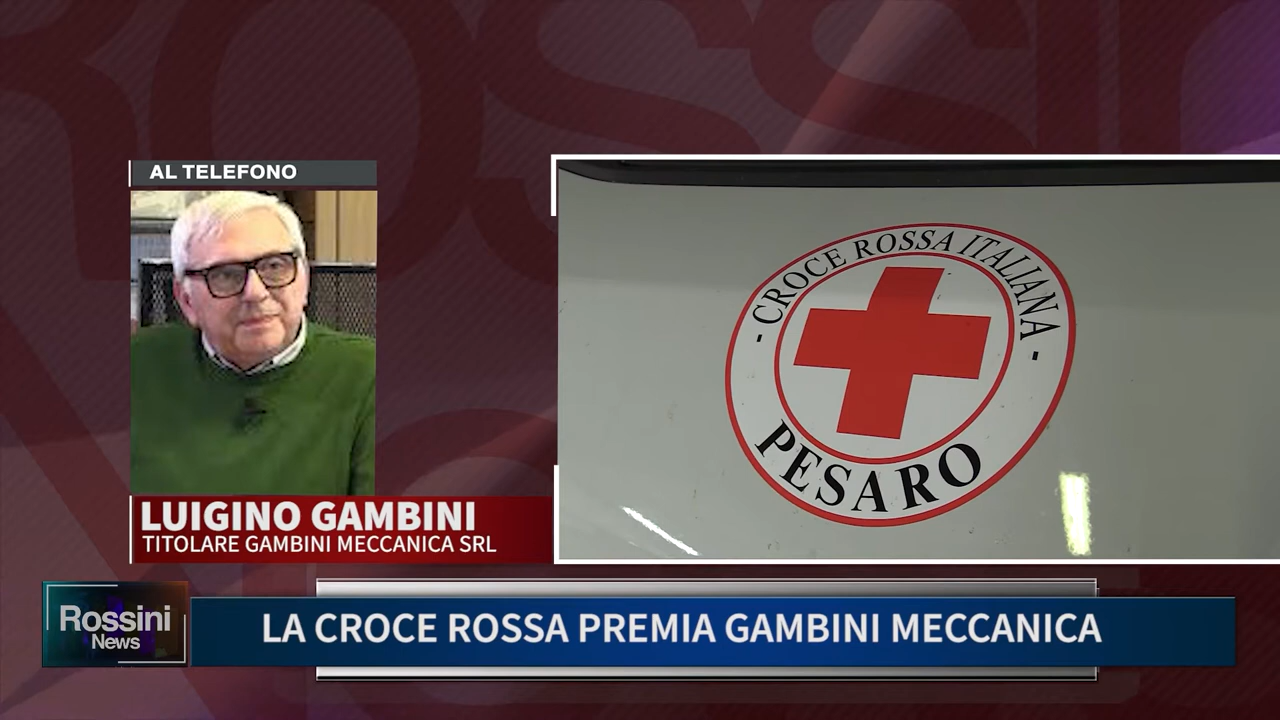 AL TELEFONO
LUIGINO GAMBINI
TITOLARE GAMBINI MECCANICA SRL
- CROCE ROSSA ITALIANA -
PESARO
Rossini
News
LA CROCE ROSSA PREMIA GAMBINI MECCANICA